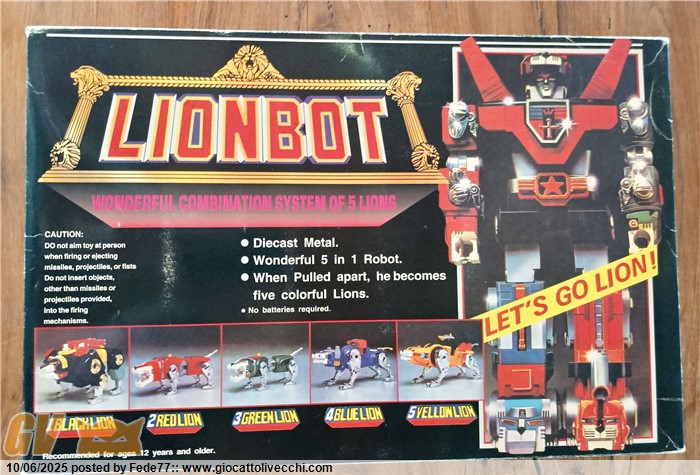 LIONBOT
WONDERFUL COMBINATION SYSTEM OF 5 LIONS
CAUTION:
DO not aim toy at person
when firing or ejecting
missiles, projectiles, or fists
Do not insert objects,
other than missiles or
projectiles provided,
into the firing
mechanisms.
● Diecast Metal.
● Wonderful 5 in 1 Robot.
● When Pulled apart, he becomes
five colorful Lions.
● No batteries required.
LET'S GO LION!
1 BLACK LION
2 RED LION
3 GREEN LION
4 BLUE LION
5 YELLOW LION
Recommended for ages 12 years and older.
10/06/2025 posted by Fede77:: www.giocattolivecchi.com